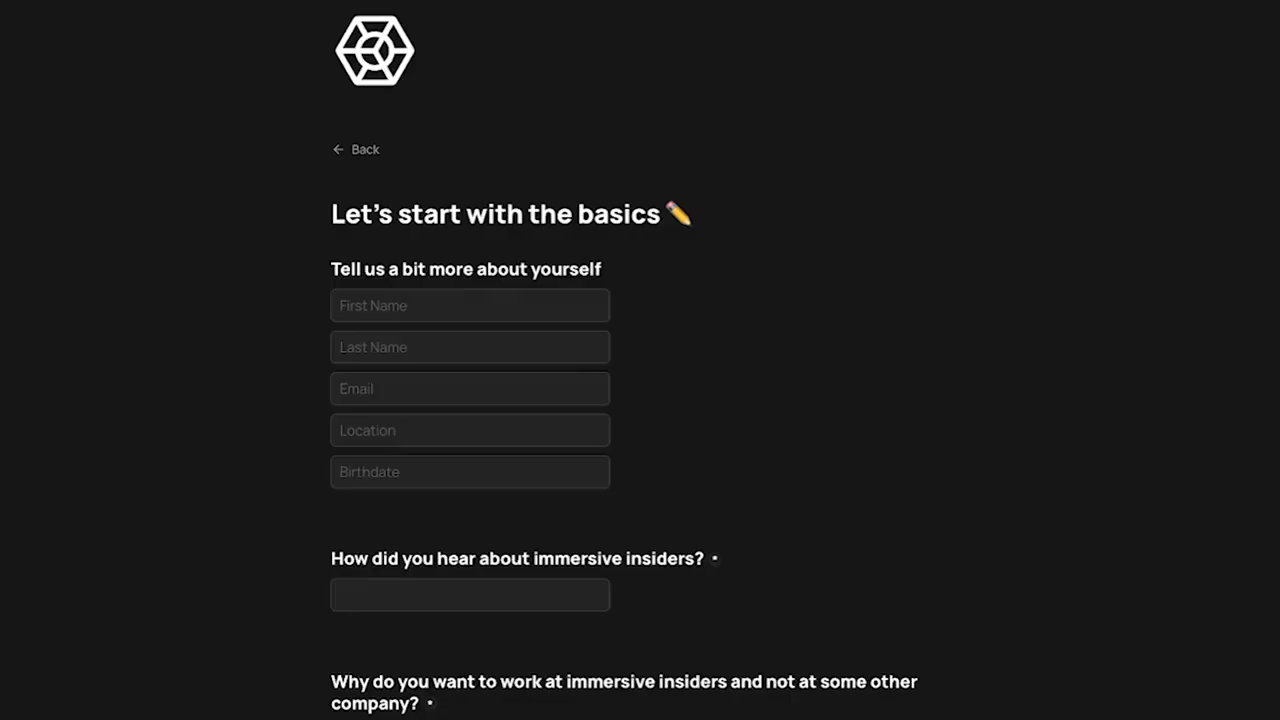 ← Back
Let's start with the basics ✏️
Tell us a bit more about yourself
First Name
Last Name
Email
Location
Birthdate
How did you hear about immersive insiders? •
Why do you want to work at immersive insiders and not at some other
company? •